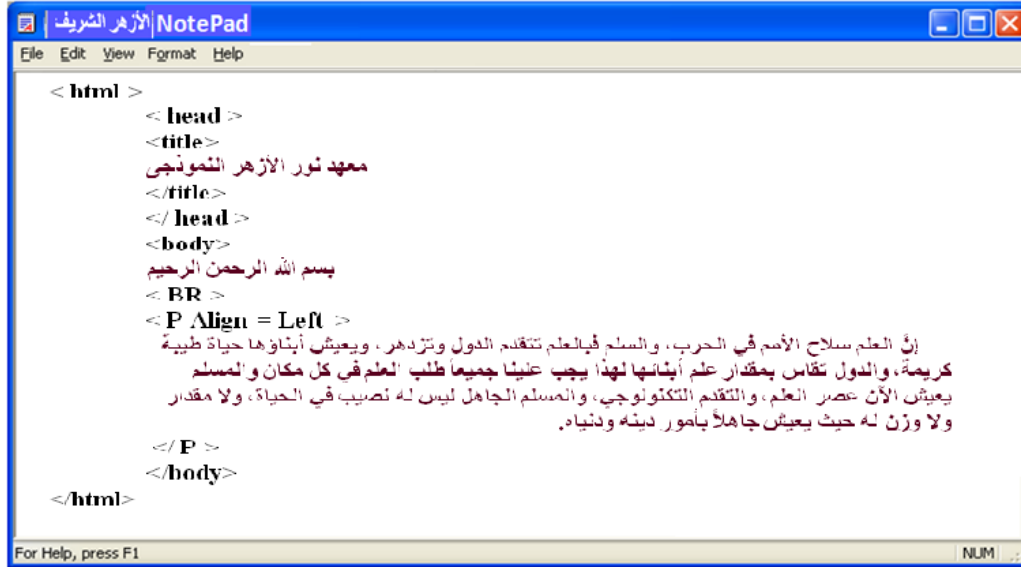 الأزهر الشريف | NotePad
File Edit View Format Help
< html >
< head >
<title>
معهد نور الأزهر النموذجى
</title>
</ head >
<body>
بسم الله الرحمن الرحيم
< BR >
< P Align = Left >
إنَّ العلم سلاح الأمم في الحرب، والسلم فبالعلم تتقدم الدول وتزدهر، ويعيش أبناؤها حياة طيبة
كريمة، والدول تقاس بمقدار علم أبنائها لهذا يجب علينا جميعاً طلب العلم في كل مكان والمسلم
يعيش الآن عصر العلم، والتقدم التكنولوجي، والمسلم الجاهل ليس له نصيب في الحياة، ولا مقدار
ولا وزن له حيث يعيش جاهلاً بأمور دينه ودنياه.
</ P >
</body>
</html>
For Help, press F1 NUM